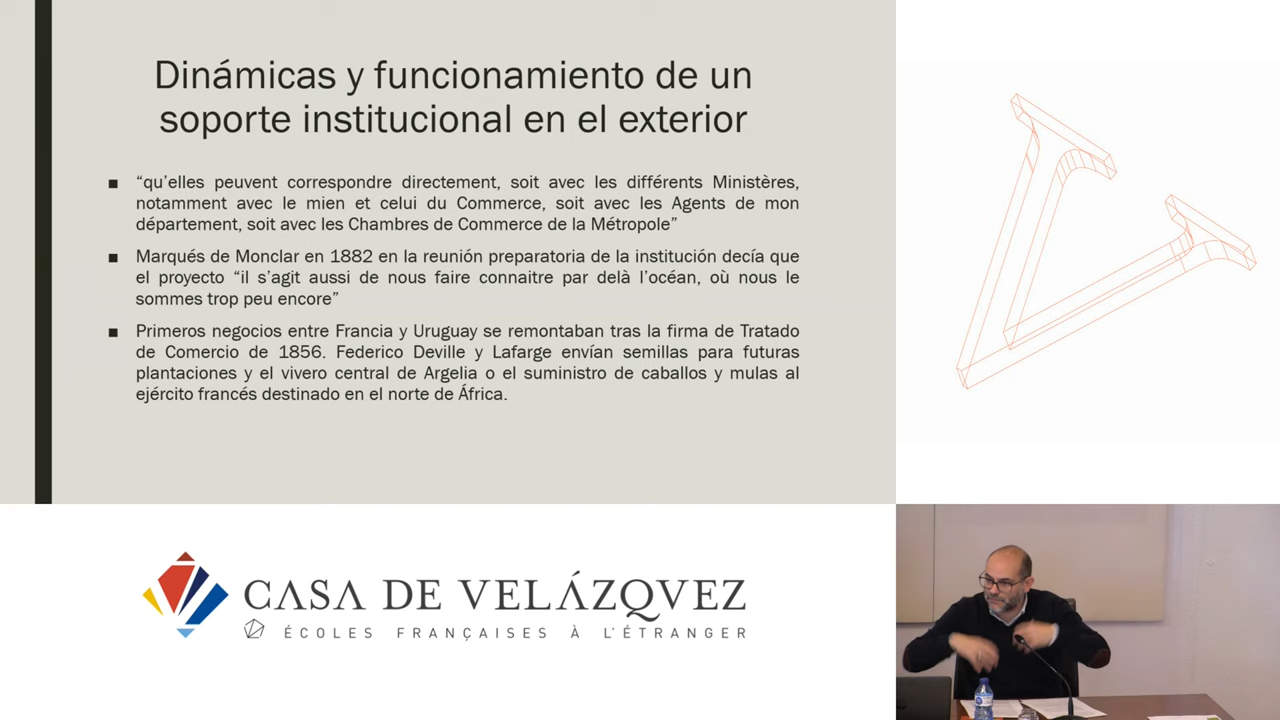 Dinámicas y funcionamiento de un
soporte institucional en el exterior
■ “qu’elles peuvent correspondre directement, soit avec les différents Ministères,
notamment avec le mien et celui du Commerce, soit avec les Agents de mon
département, soit avec les Chambres de Commerce de la Métropole”
■ Marqués de Monclar en 1882 en la reunión preparatoria de la institución decía que
el proyecto “il s’agit aussi de nous faire connaitre par delà l’océan, où nous le
sommes trop peu encore”
■ Primeros negocios entre Francia y Uruguay se remontaban tras la firma de Tratado
de Comercio de 1856. Federico Deville y Lafarge envían semillas para futuras
plantaciones y el vivero central de Argelia o el suministro de caballos y mulas al
ejército francés destinado en el norte de África.
CASA DE VELÁZQVEZ
ÉCOLES FRANÇAISES À L’ÉTRANGER